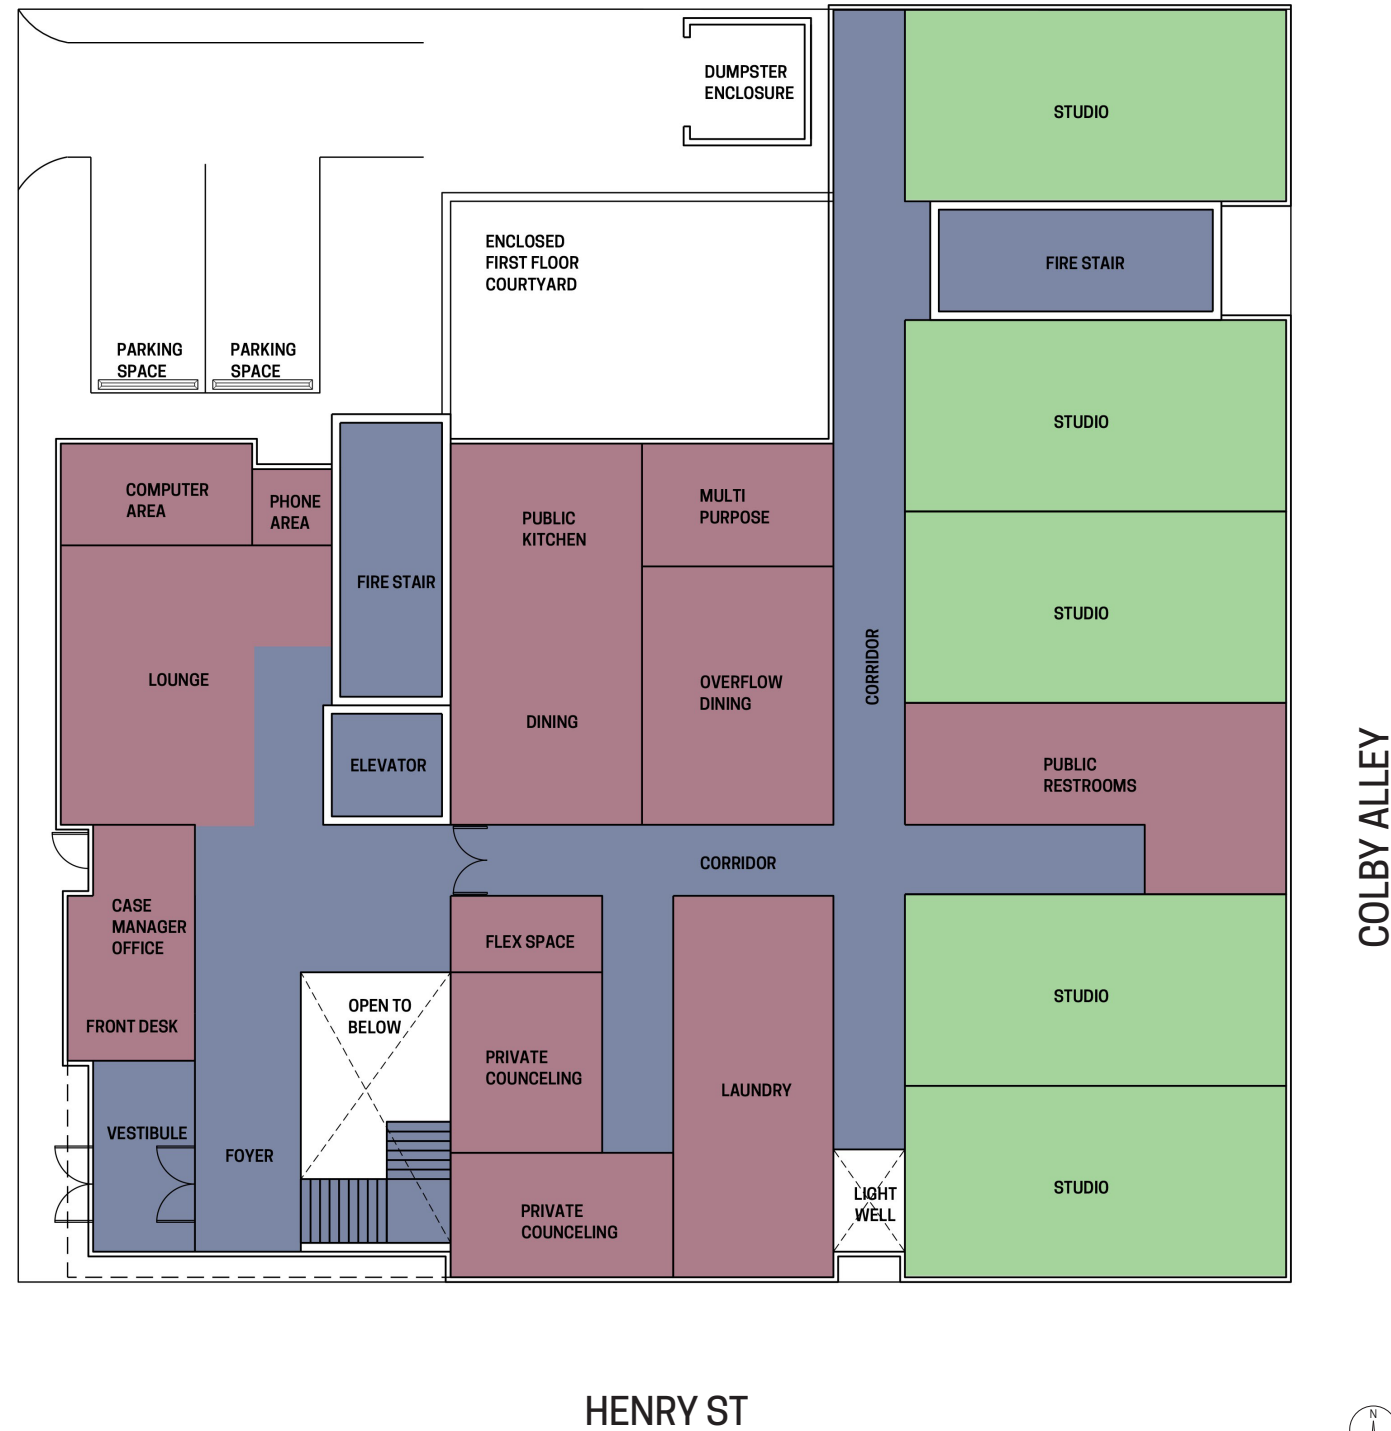 DUMPSTER
ENCLOSURE
STUDIO
ENCLOSED
FIRST FLOOR
COURTYARD
FIRE STAIR
PARKING
SPACE
PARKING
SPACE
STUDIO
COMPUTER
AREA
PHONE
AREA
PUBLIC
KITCHEN
MULTI
PURPOSE
FIRE STAIR
STUDIO
LOUNGE
CORRIDOR
OVERFLOW
DINING
DINING
ELEVATOR
PUBLIC
RESTROOMS
COLBY ALLEY
CORRIDOR
CASE
MANAGER
OFFICE
FLEX SPACE
STUDIO
OPEN TO
BELOW
FRONT DESK
PRIVATE
COUNCELING
LAUNDRY
VESTIBULE
FOYER
STUDIO
LIGHT
WELL
PRIVATE
COUNCELING
HENRY ST
N